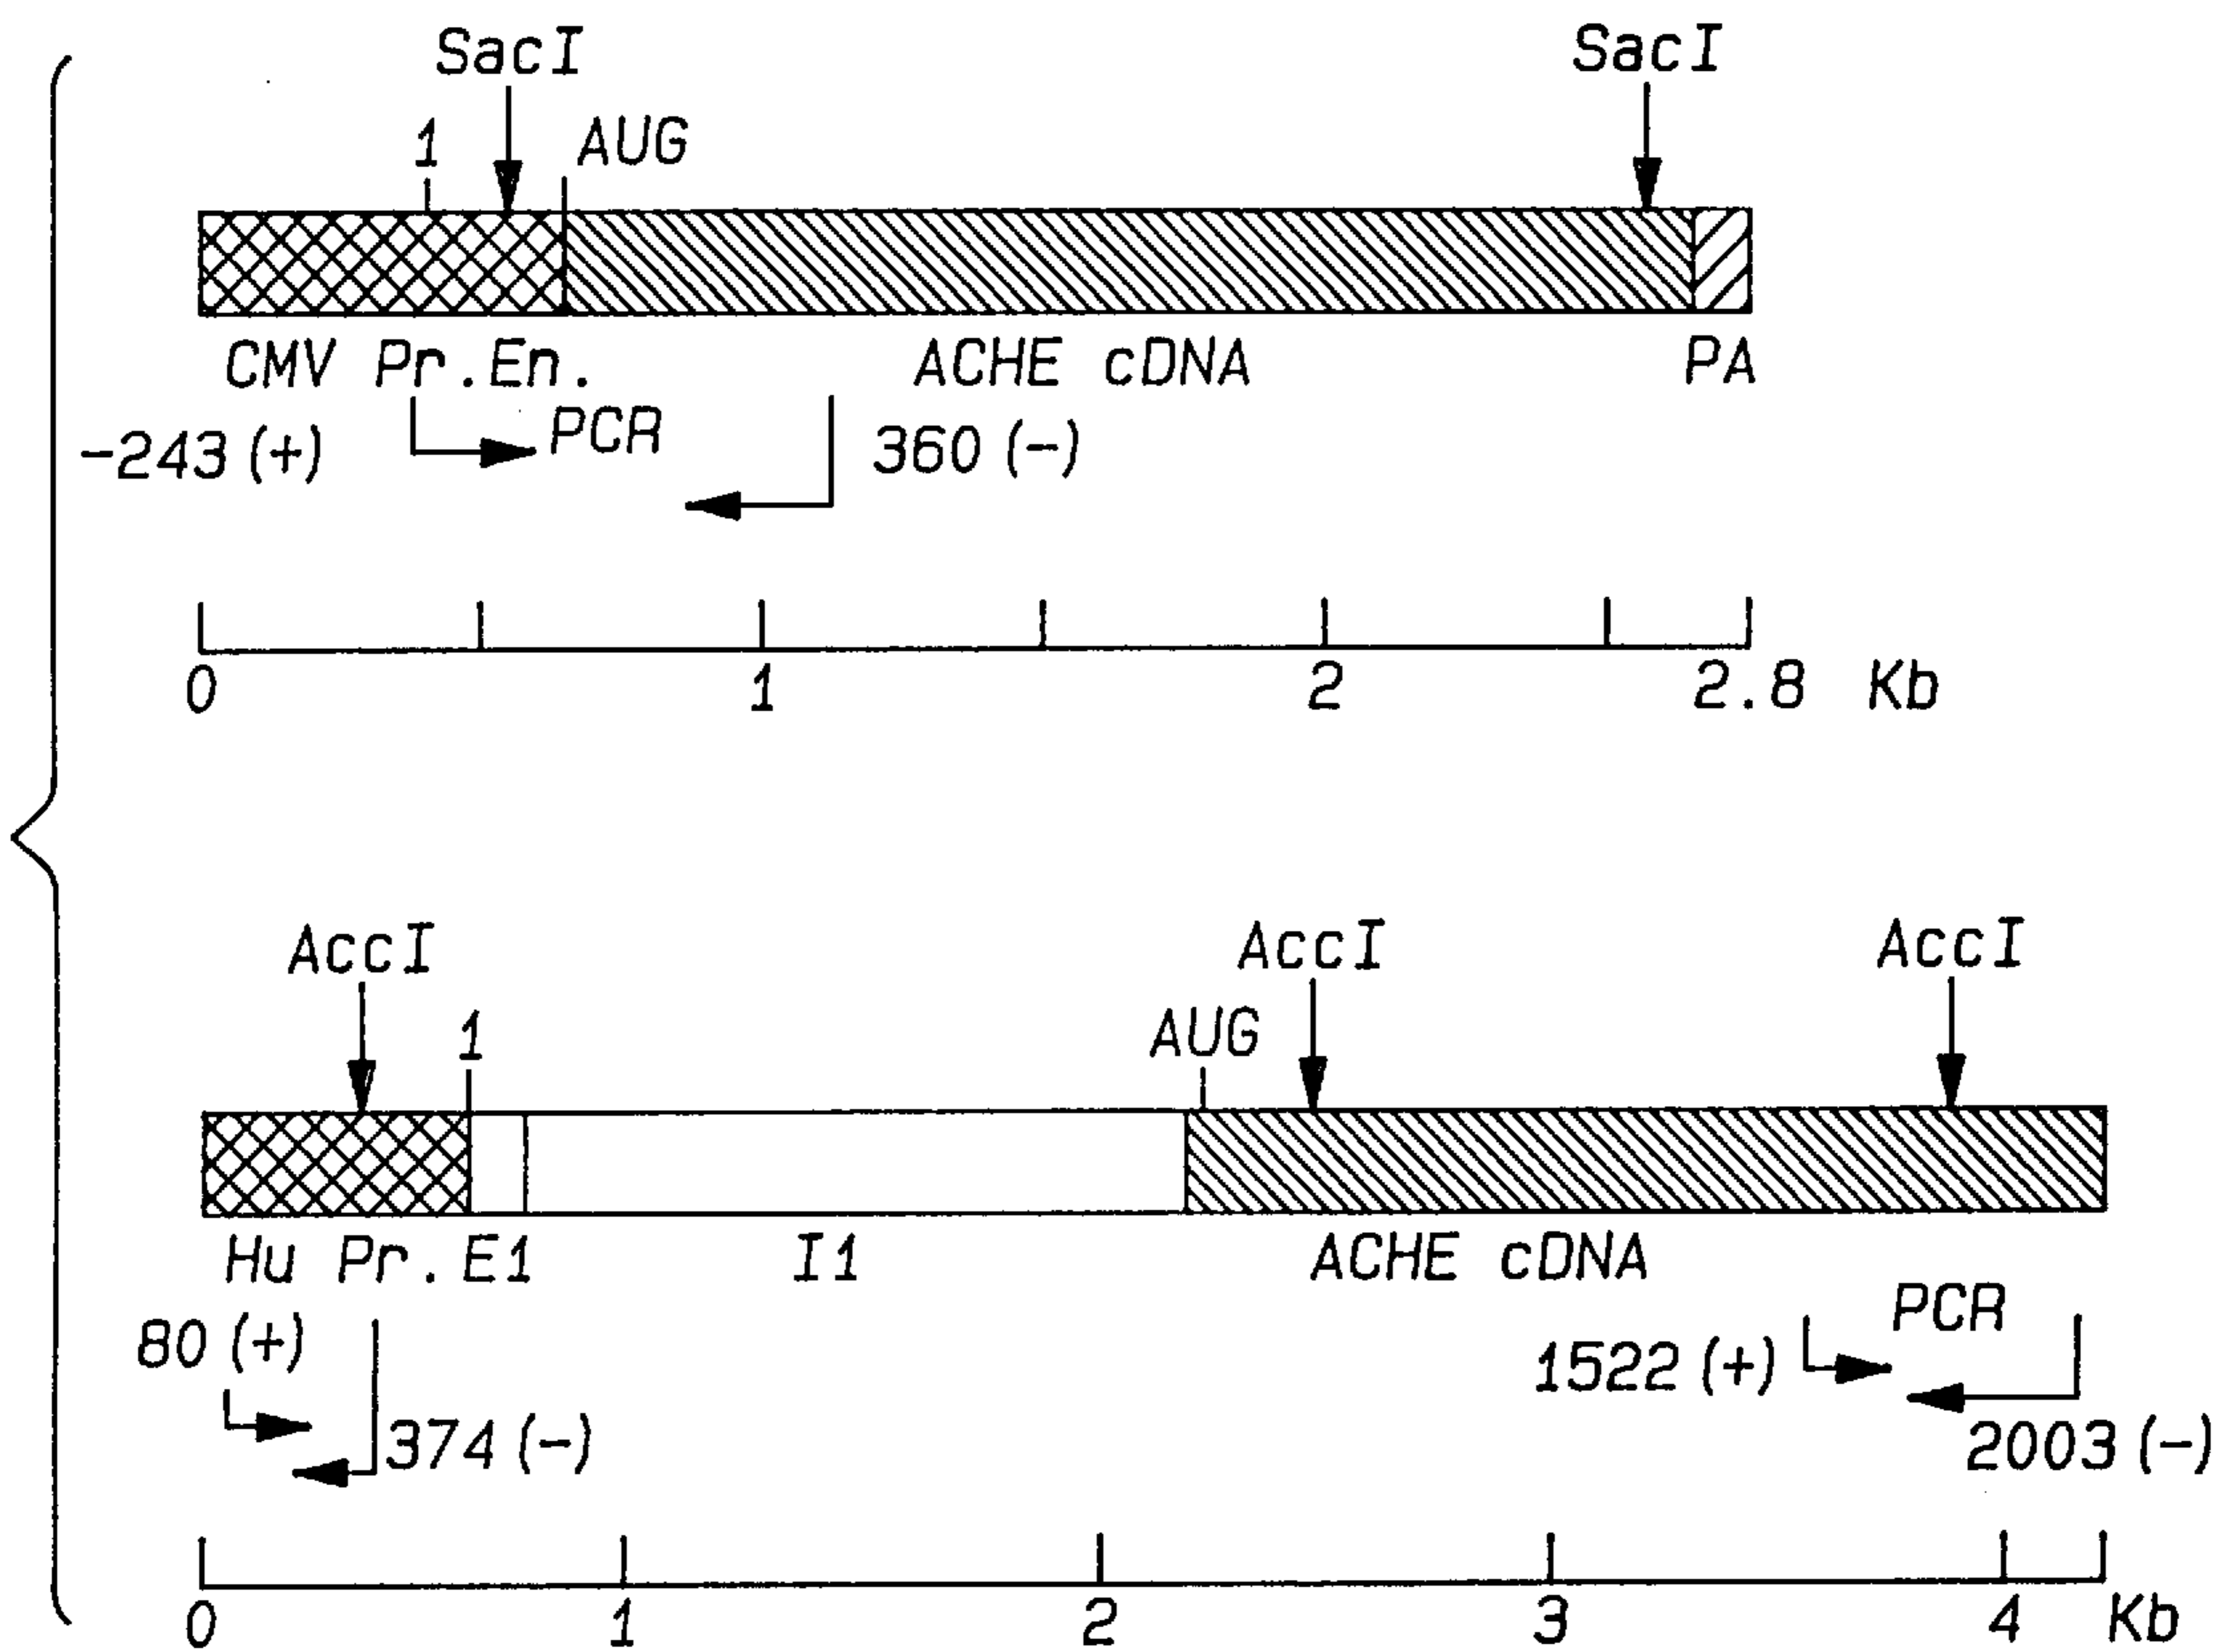 SacI SacI
1 AUG
CMV Pr.En. ACHE cDNA PA
-243 (+) PCR 360 (-)
0 1 2 2.8 Kb
AccI AccI AccI
1 AUG
Hu Pr. E1 I1 ACHE cDNA
80 (+) 1522 (+) PCR
374 (-) 2003 (-)
0 1 2 3 4 Kb